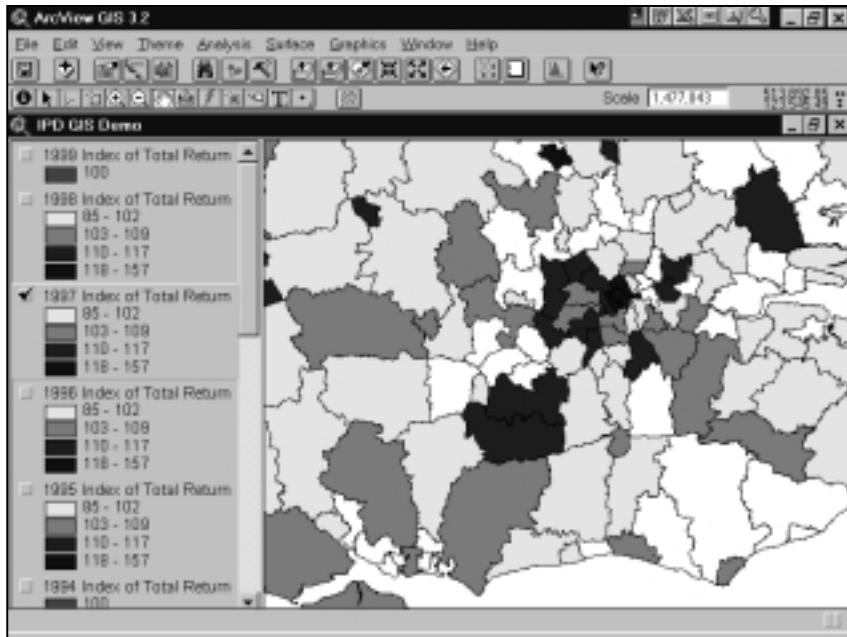 ArcView GIS 3.2
File Edit View Theme Analysis Surface Graphics Window Help
Scale 1,477,843
IPD GIS Demo
1999 Index of Total Return
100
1998 Index of Total Return
85 - 102
103 - 109
110 - 117
118 - 157
1997 Index of Total Return
85 - 102
103 - 109
110 - 117
118 - 157
1996 Index of Total Return
85 - 102
103 - 109
110 - 117
118 - 157
1995 Index of Total Return
85 - 102
103 - 109
110 - 117
118 - 157
1994 Index of Total Return
100